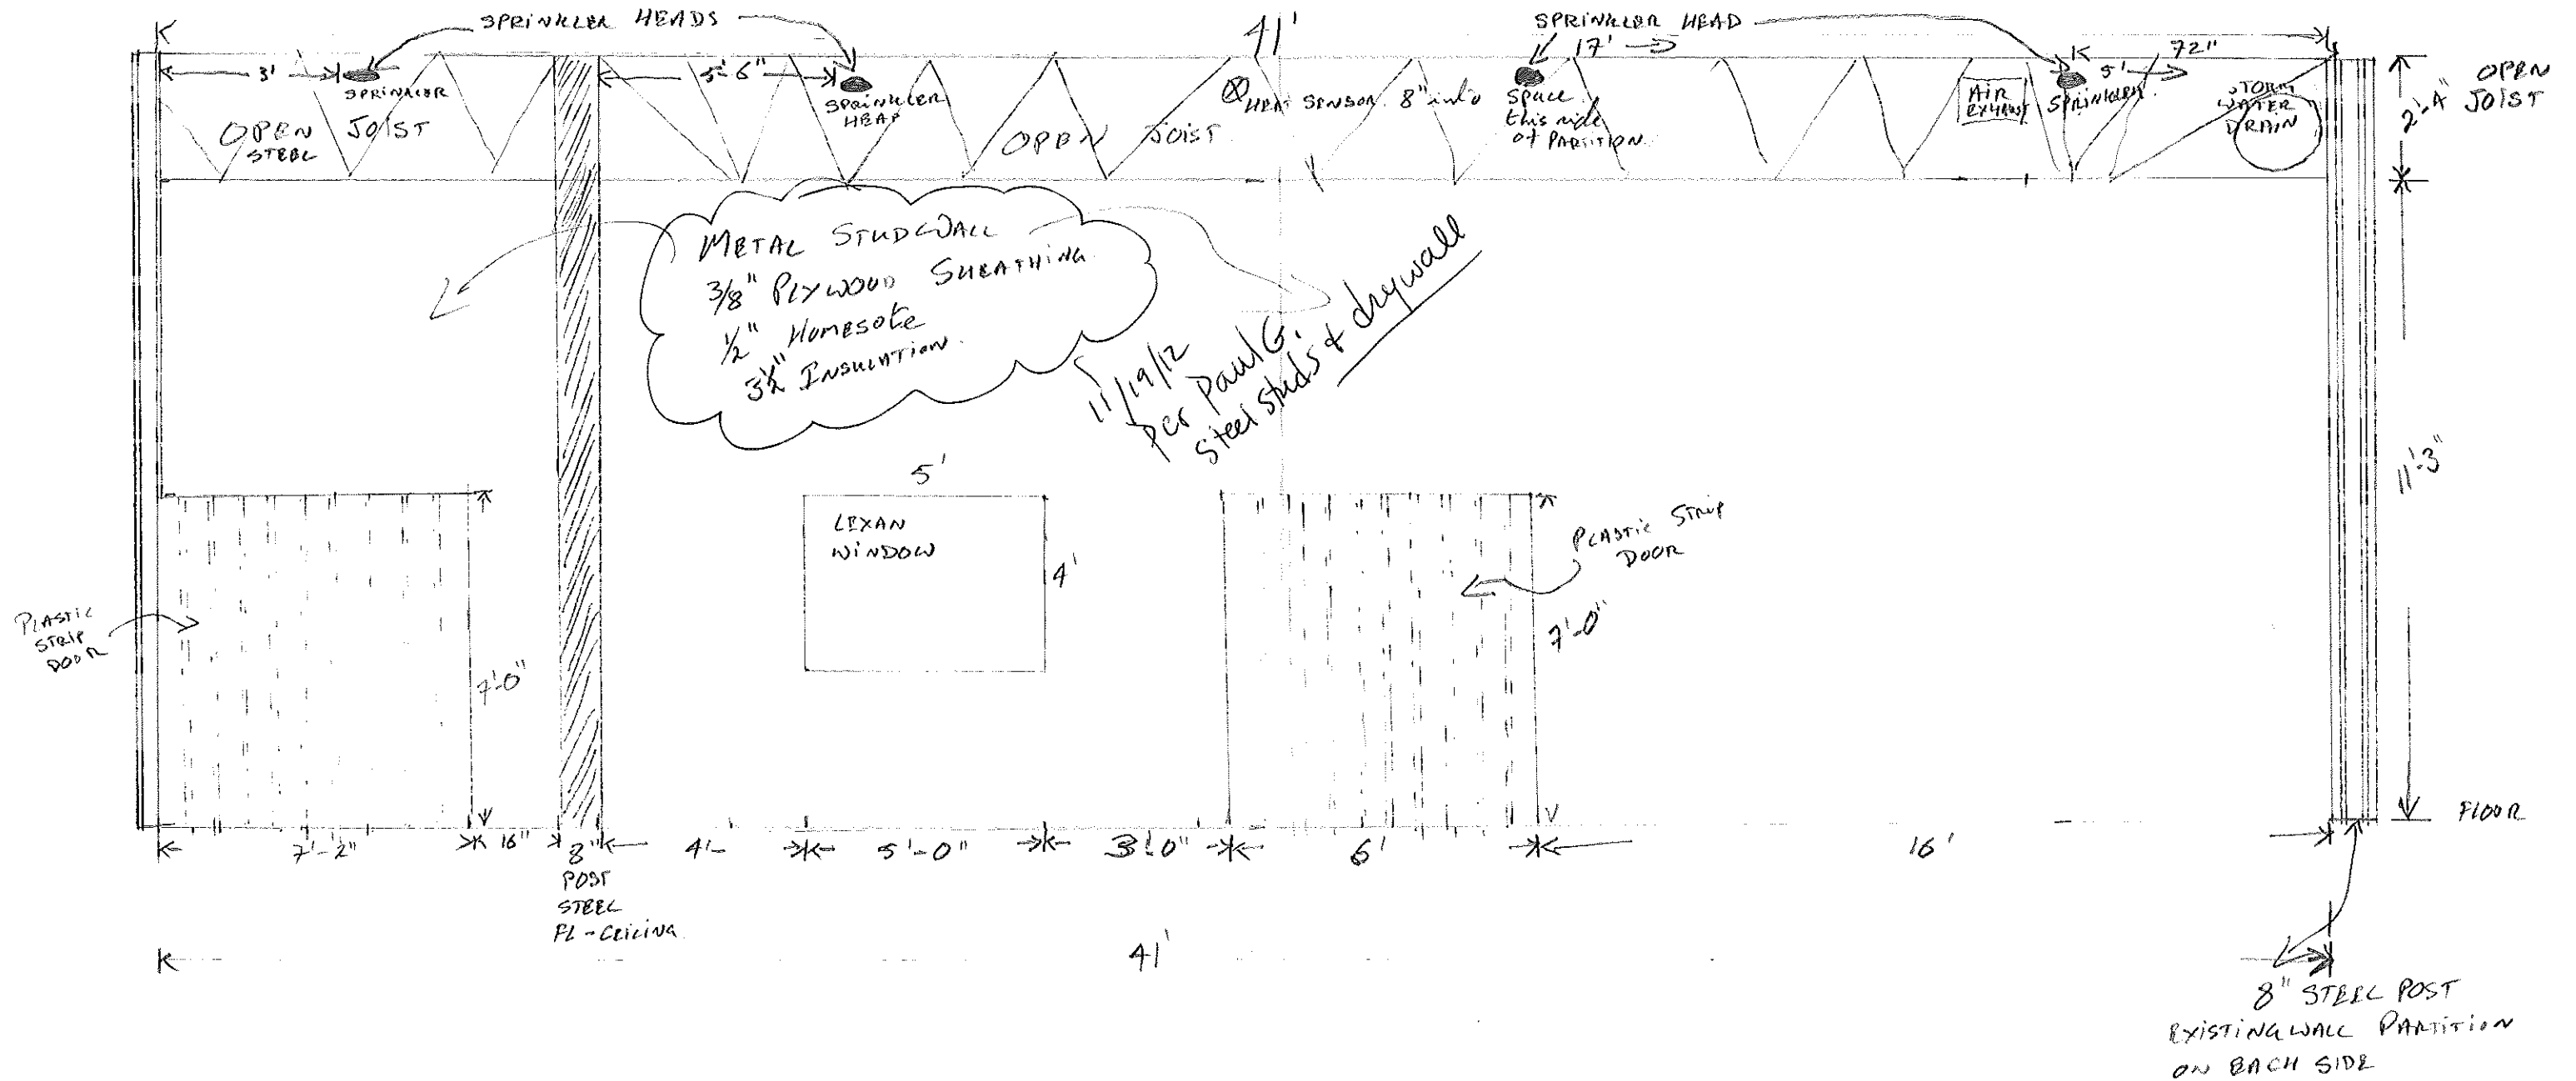 SPRINKLER HEADS
41'
SPRINKLER HEAD
17'
72"
3'
SPRINKLER
5'-6"
SPRINKLER
HEAD
HEAT SENSOR 8" into
Space
this side
of PARTITION
AIR
EXHAUST
5'
SPRINKLER
STORM
WATER
DRAIN
2'-4"
OPEN
JOIST
OPEN JOIST
STEEL
OPEN JOIST
METAL STUDWALL
3/8" PLYWOOD SHEATHING
1/2" HOMESOTE
3½" INSULATION
11/19/12
Per Paul G.
Steel studs & drywall
11'-3"
5'
LEXAN
WINDOW
4'
PLASTIC STRIP
DOOR
7'-0"
PLASTIC
STRIP
DOOR
7'-0"
FLOOR
7'-2"
16"
8"
4'-
5'-0"
3'-0"
6'
16'
POST
STEEL
FL-CEILING
41'
8" STEEL POST
EXISTING WALL PARTITION
ON EACH SIDE